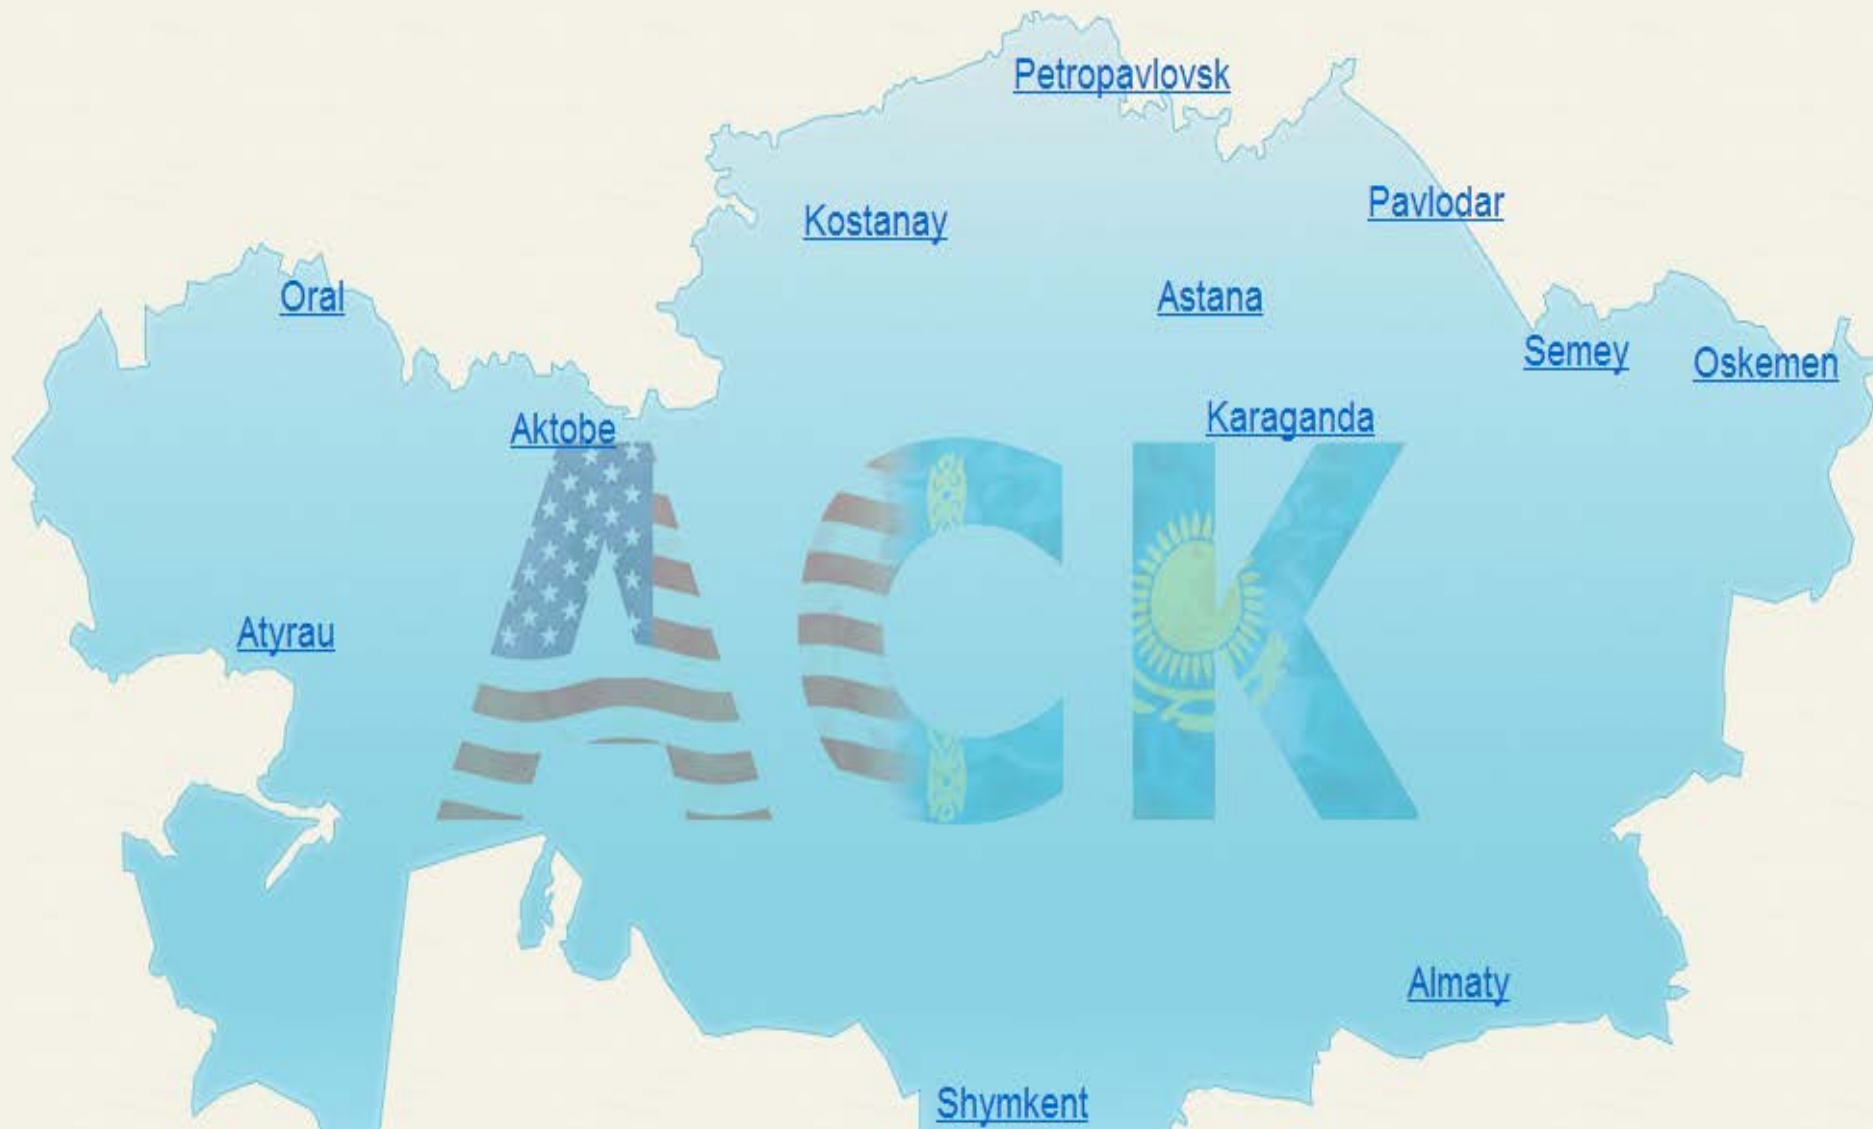 Petropavlovsk
Pavlodar
Kostanay
Oral
Astana
Semey
Oskemen
Aktobe
Karaganda
ACK
Atyrau
Almaty
Shymkent